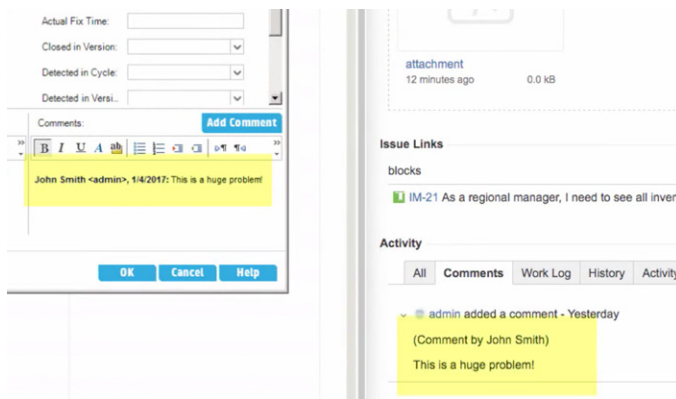 Actual Fix Time:
Closed in Version:
Detected in Cycle:
Detected in Versi..
Comments:
Add Comment
B I U A ab
John Smith <admin>, 1/4/2017: This is a huge problem!
OK Cancel Help
attachment
12 minutes ago 0.0 kB
Issue Links
blocks
IM-21 As a regional manager, I need to see all inver
Activity
All Comments Work Log History Activity
admin added a comment - Yesterday
(Comment by John Smith)
This is a huge problem!